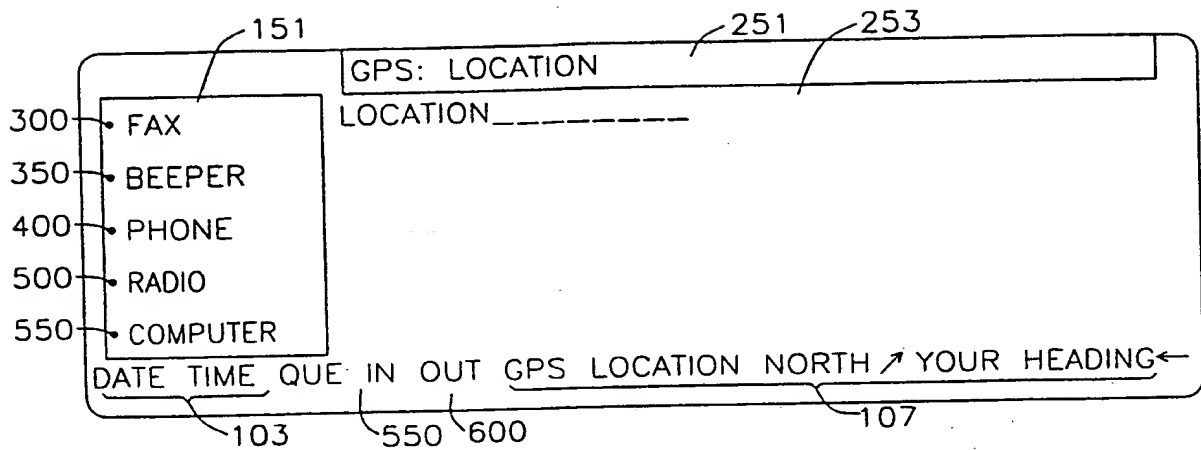 151 251 253
GPS: LOCATION
LOCATION________
300 FAX
350 BEEPER
400 PHONE
500 RADIO
550 COMPUTER
DATE TIME QUE IN OUT GPS LOCATION NORTH ↗ YOUR HEADING ←
103 550 600 107